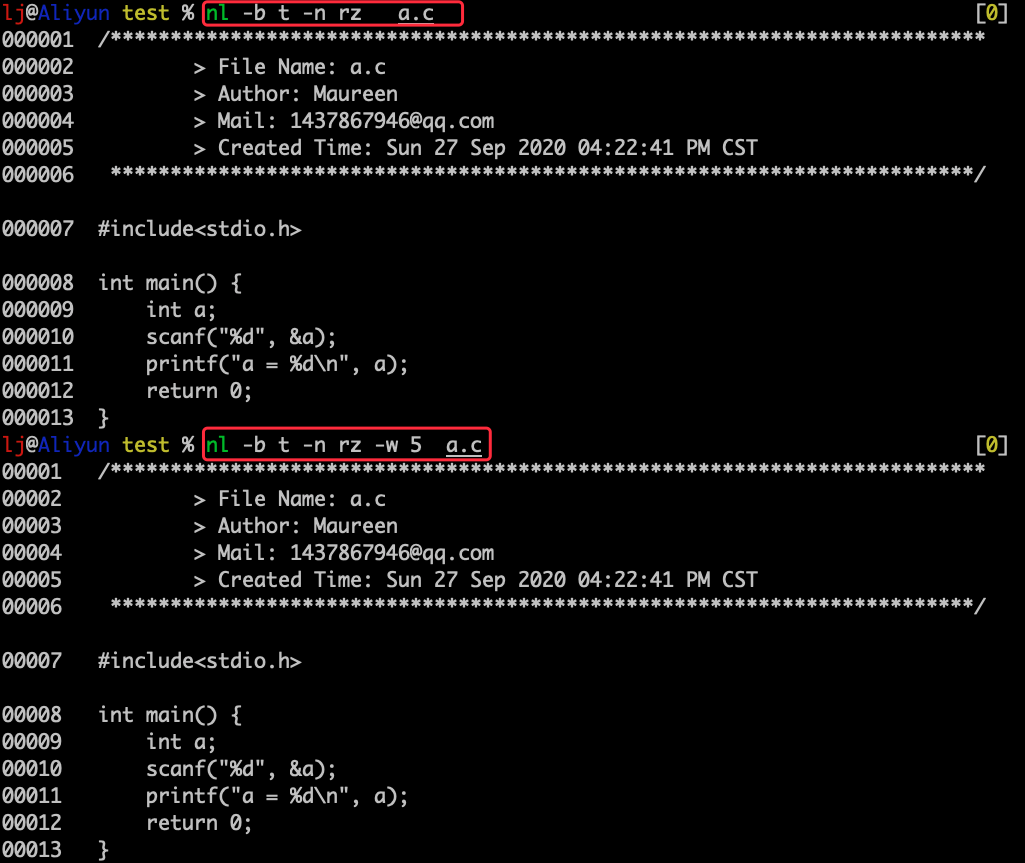 lj@Aliyun test % nl -b t -n rz   a.c [0]
000001  /*************************************************************************
000002          > File Name: a.c
000003          > Author: Maureen
000004          > Mail: 1437867946@qq.com
000005          > Created Time: Sun 27 Sep 2020 04:22:41 PM CST
000006   ************************************************************************/
000007  #include<stdio.h>
000008  int main() {
000009      int a;
000010      scanf("%d", &a);
000011      printf("a = %d\n", a);
000012      return 0;
000013  }
lj@Aliyun test % nl -b t -n rz -w 5  a.c [0]
00001   /*************************************************************************
00002           > File Name: a.c
00003           > Author: Maureen
00004           > Mail: 1437867946@qq.com
00005           > Created Time: Sun 27 Sep 2020 04:22:41 PM CST
00006    ************************************************************************/
00007   #include<stdio.h>
00008   int main() {
00009       int a;
00010       scanf("%d", &a);
00011       printf("a = %d\n", a);
00012       return 0;
00013   }